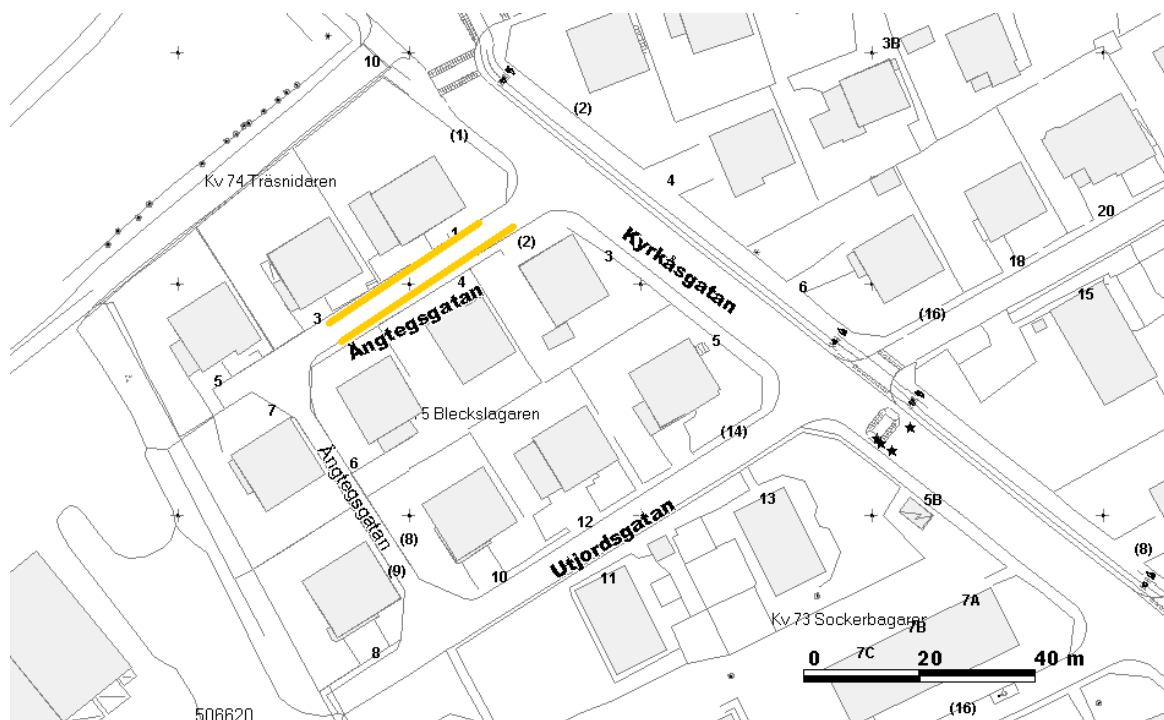 3B
10
(2)
(1)
4
Kv 74 Träsnidaren
20
1
(2)
3
Kyrkåsgatan
18
4
6
15
3
Ängtegsgatan
(16)
5
5
7
5 Bleckslagaren
(14)
Ängtegsgatan
6
13
5B
12
Utjordsgatan
(8)
(8)
(9)
10
11
7A
Kv 73 Sockerbagaren
7B
8
7C
0 20 40 m
506620
(16)